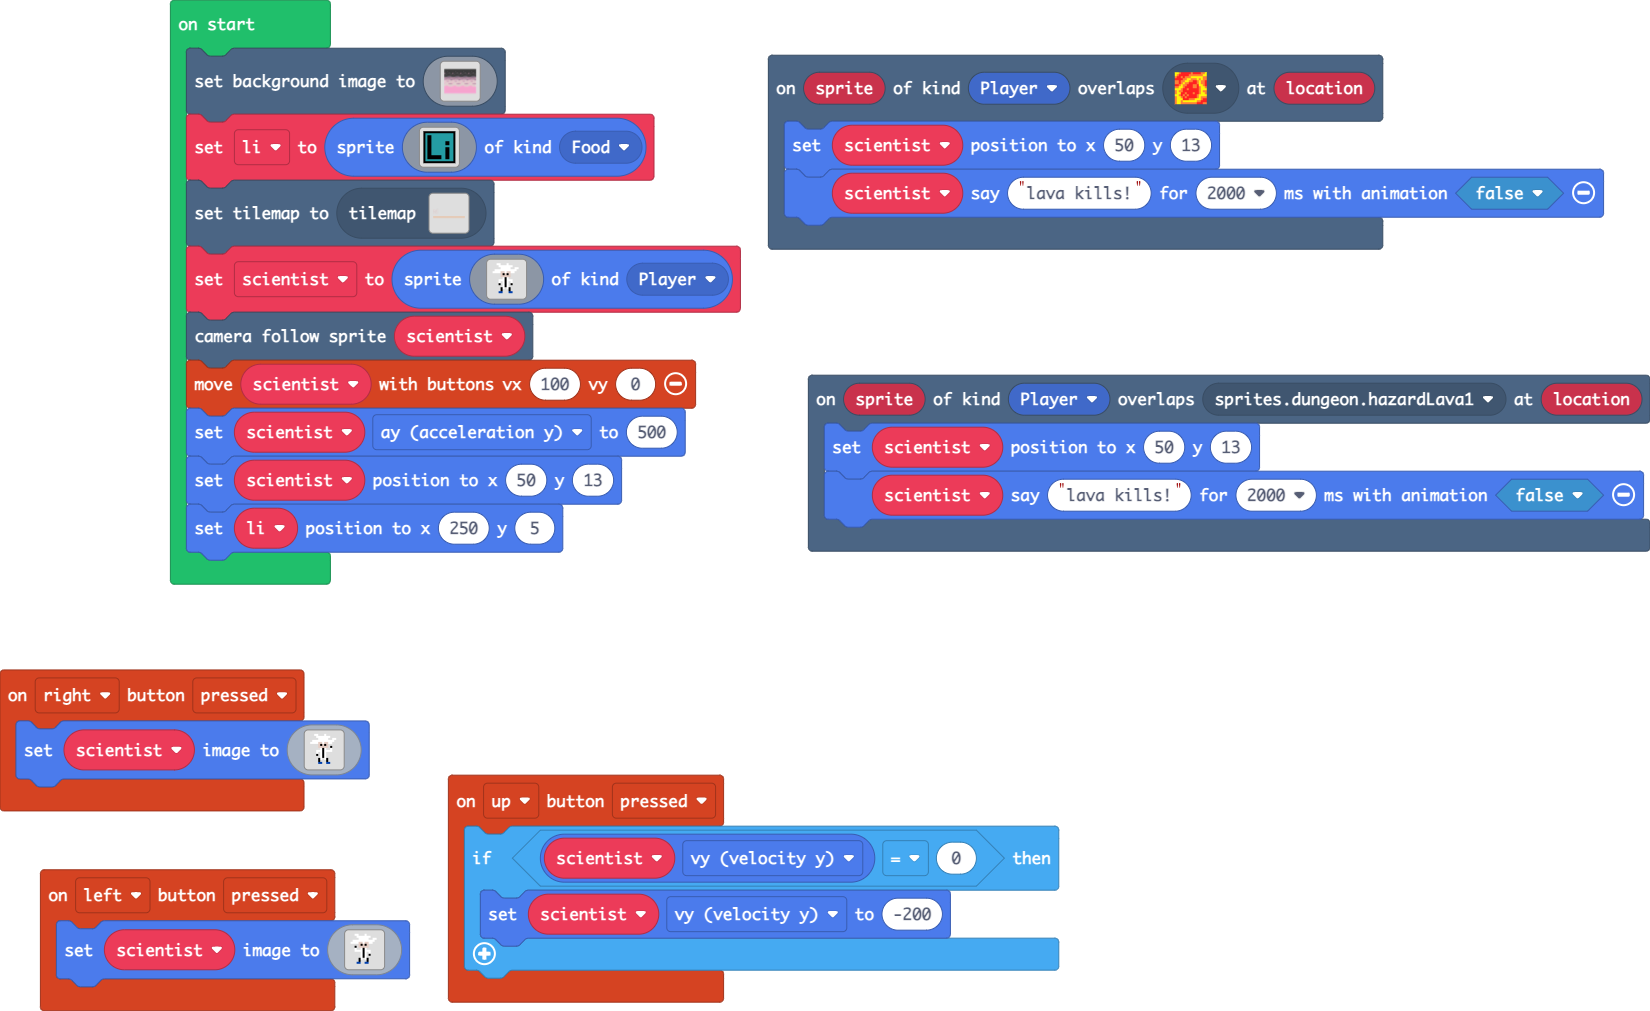 on start
set background image to
set li to sprite Li of kind Food
set tilemap to tilemap
set scientist to sprite of kind Player
camera follow sprite scientist
move scientist with buttons vx 100 vy 0
set scientist ay (acceleration y) to 500
set scientist position to x 50 y 13
set li position to x 250 y 5
on sprite of kind Player overlaps at location
set scientist position to x 50 y 13
scientist say "lava kills!" for 2000 ms with animation false
on sprite of kind Player overlaps sprites.dungeon.hazardLava1 at location
set scientist position to x 50 y 13
scientist say "lava kills!" for 2000 ms with animation false
on right button pressed
set scientist image to
on left button pressed
set scientist image to
on up button pressed
if scientist vy (velocity y) = 0 then
set scientist vy (velocity y) to -200